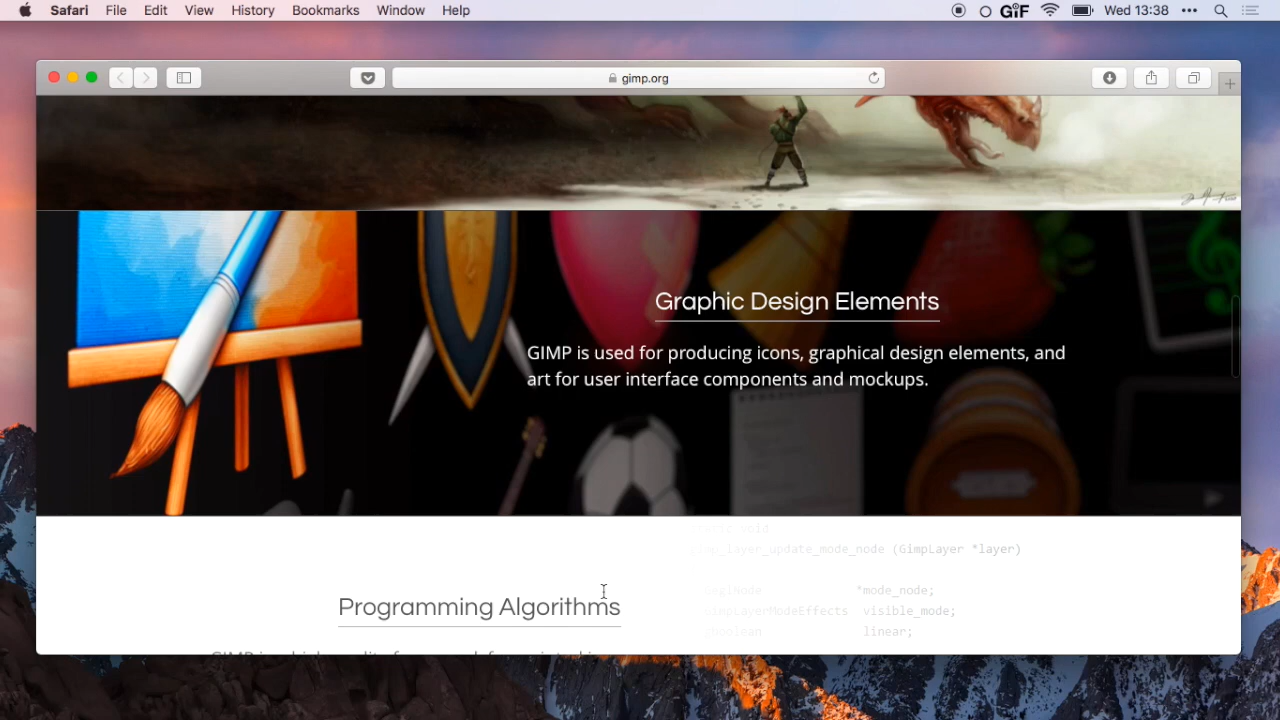 Safari File Edit View History Bookmarks Window Help GIF Wed 13:38
gimp.org
Graphic Design Elements
GIMP is used for producing icons, graphical design elements, and
art for user interface components and mockups.
void
gimp_layer_update_mode_node (GimpLayer *layer)
*mode_node;
GimpLayerModeEffects visible_mode;
gboolean linear;
Programming Algorithms